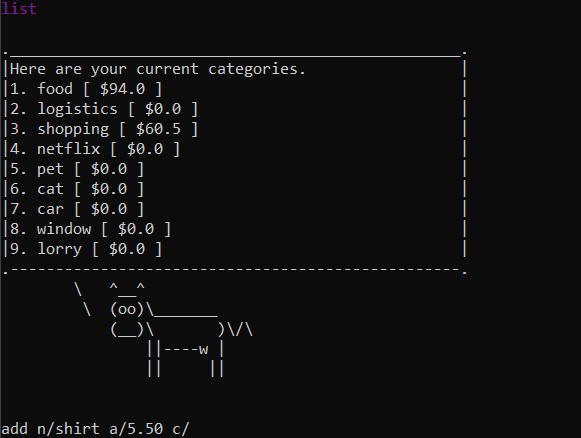 list
.__________________________________________________.
|Here are your current categories.                 |
|1. food [ $94.0 ]                                 |
|2. logistics [ $0.0 ]                             |
|3. shopping [ $60.5 ]                             |
|4. netflix [ $0.0 ]                               |
|5. pet [ $0.0 ]                                   |
|6. cat [ $0.0 ]                                   |
|7. car [ $0.0 ]                                   |
|8. window [ $0.0 ]                                |
|9. lorry [ $0.0 ]                                 |
.--------------------------------------------------.
        \   ^__^
         \  (oo)\_______
            (__)\       )\/\
                ||----w |
                ||     ||
add n/shirt a/5.50 c/